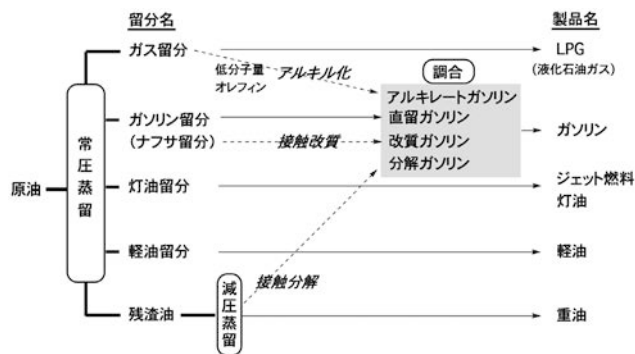 留分名
製品名
ガス留分
LPG
(液化石油ガス)
低分子量
オレフィン
アルキル化
調合
アルキレートガソリン
直留ガソリン
改質ガソリン
分解ガソリン
ガソリン留分
(ナフサ留分)
接触改質
ガソリン
常圧蒸留
原油
灯油留分
ジェット燃料
灯油
軽油留分
軽油
接触分解
残渣油
減圧蒸留
重油